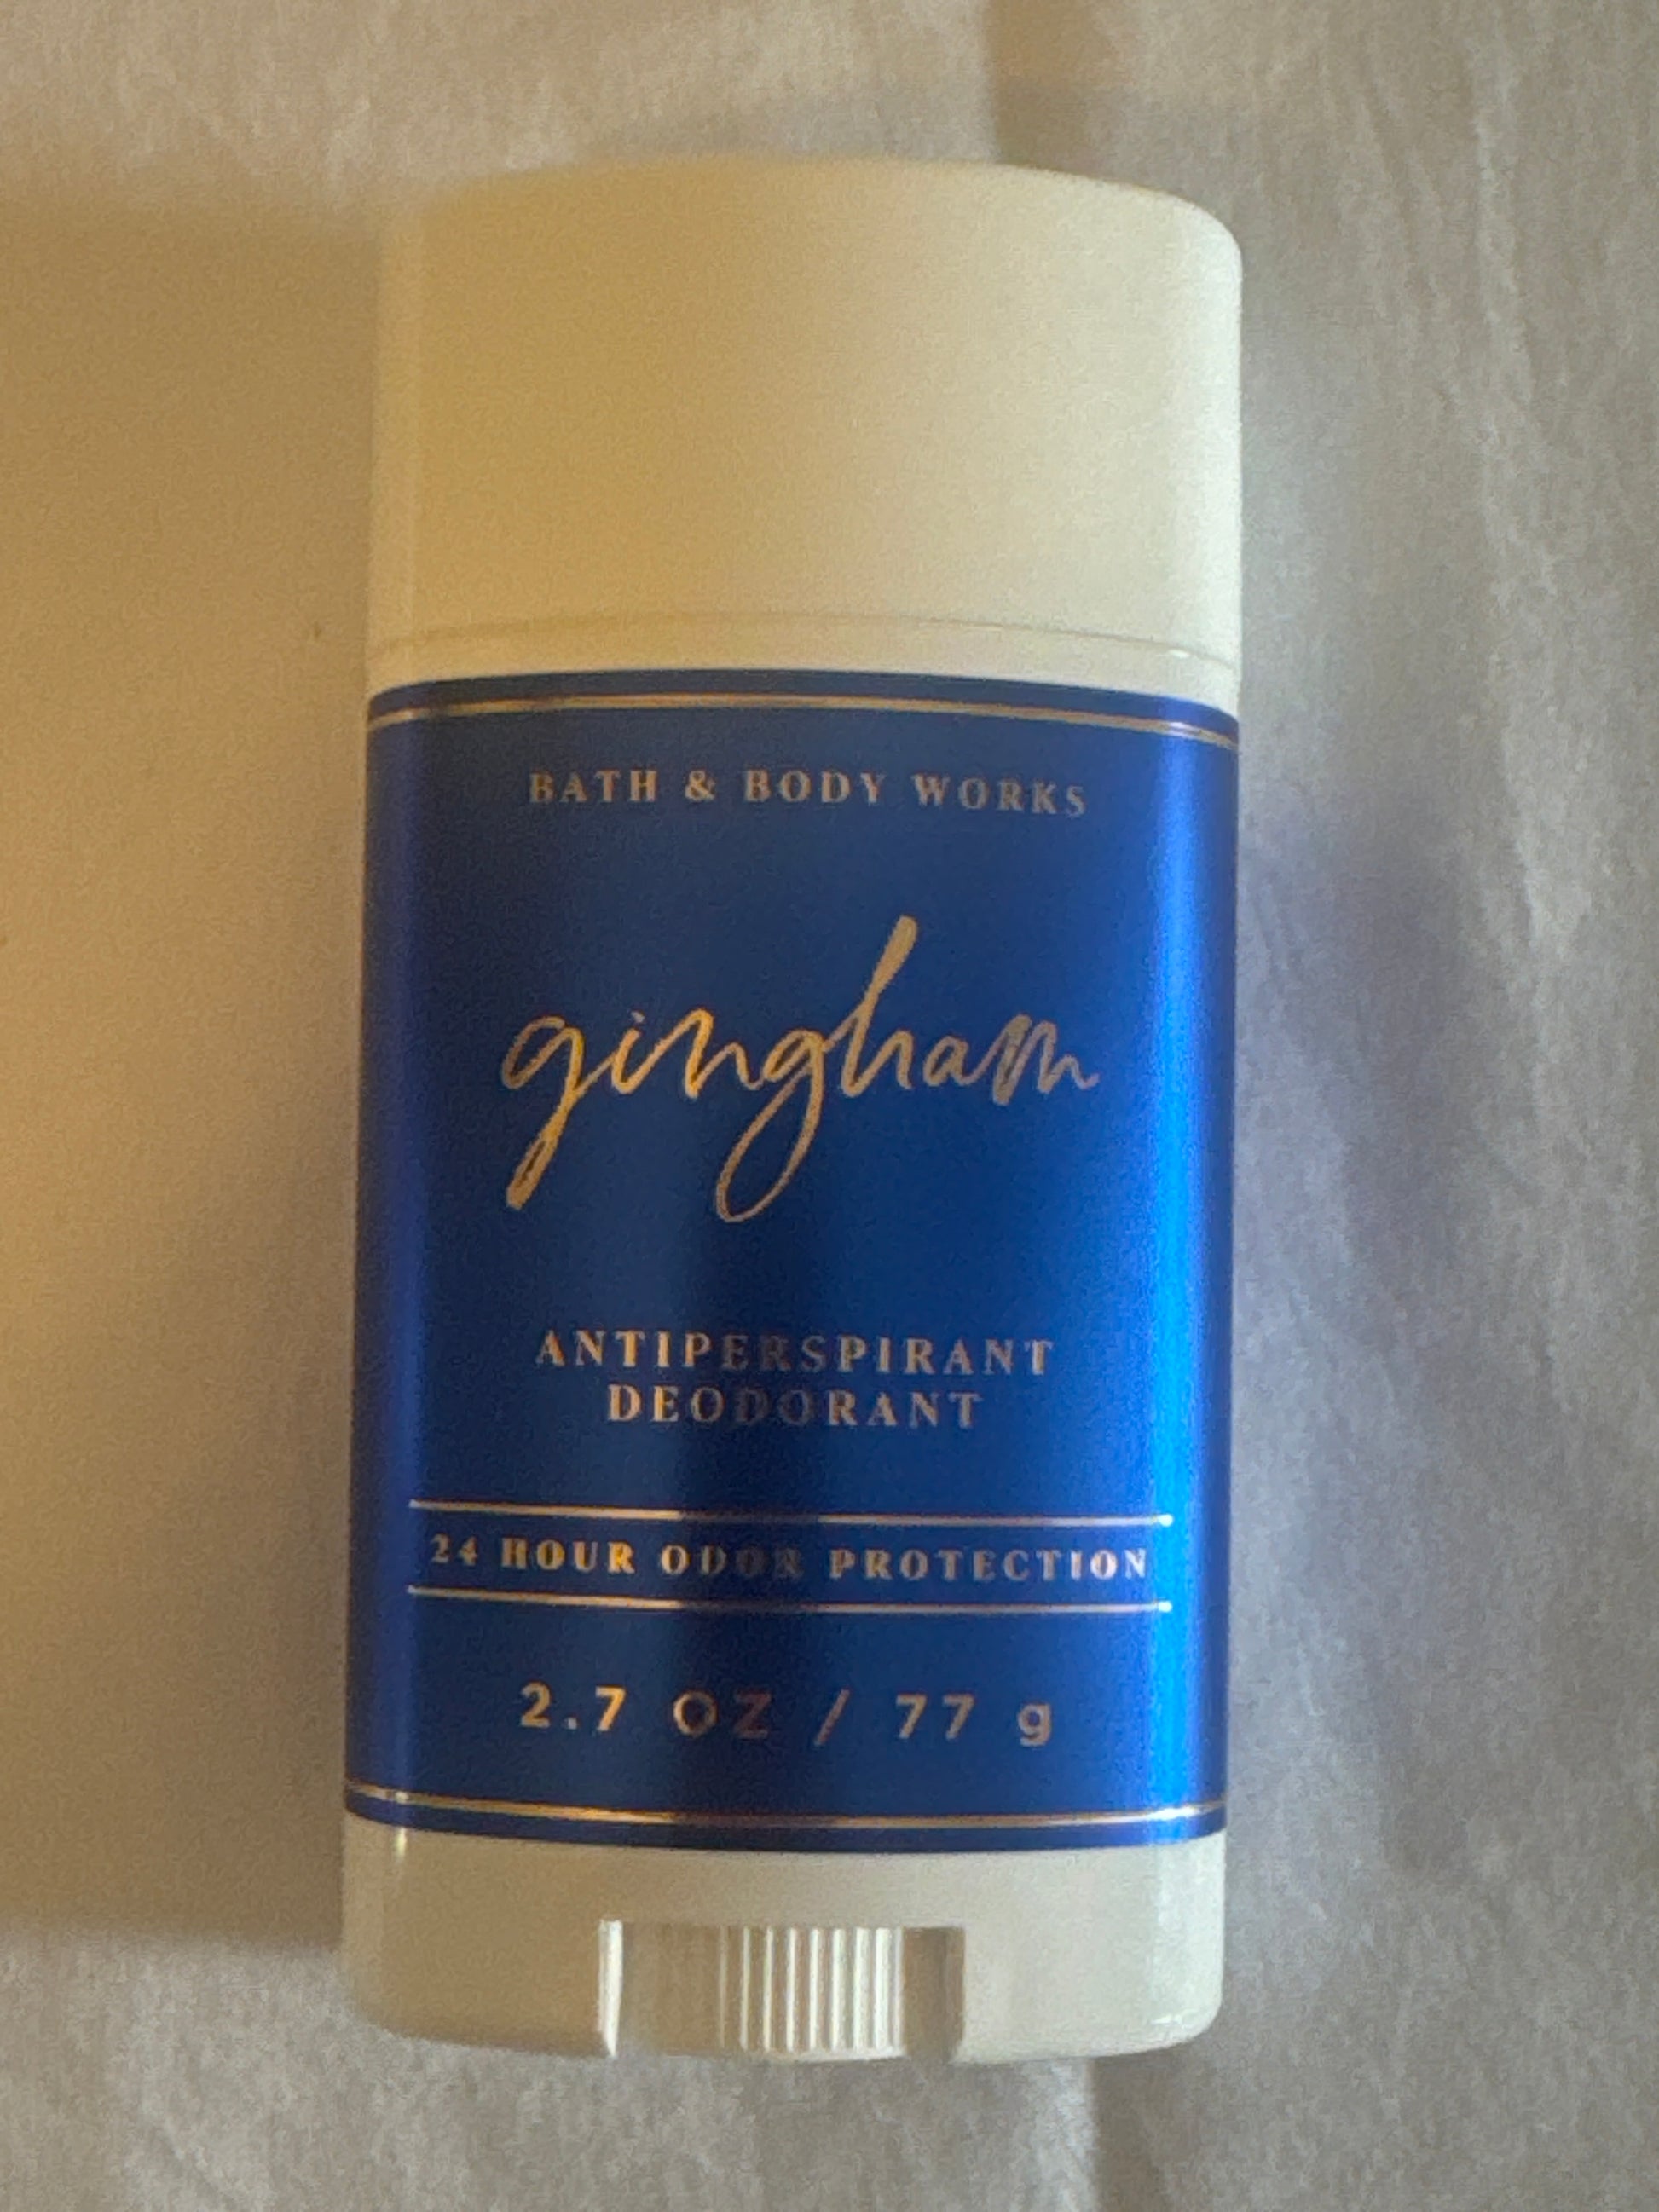 BATH & BODY WORKS
gingham
ANTIPERSPIRANT
DEODORANT
24 HOUR ODOR PROTECTION
2.7 OZ / 77 g